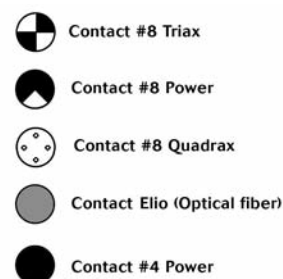 Contact #8 Triax
Contact #8 Power
Contact #8 Quadrax
Contact Elio (Optical fiber)
Contact #4 Power